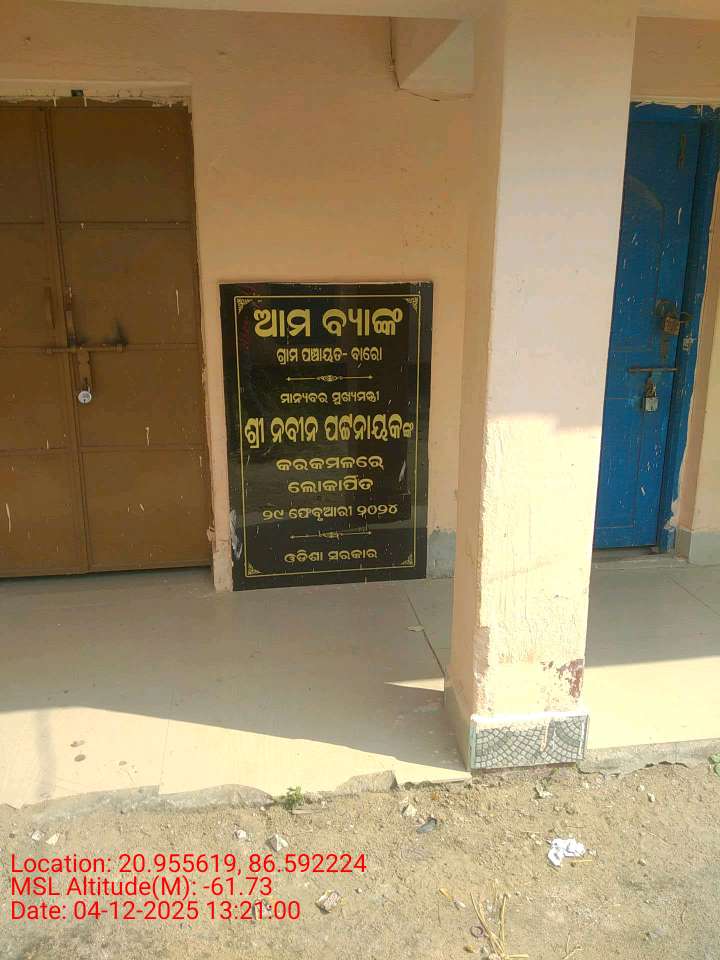 ଆମ ବ୍ୟାଙ୍କ
ଗ୍ରାମ ପଞ୍ଚାୟତ- ବାରୋ
ମାନ୍ୟବର ମୁଖ୍ୟମନ୍ତ୍ରୀ
ଶ୍ରୀ ନବୀନ ପଟ୍ଟନାୟକଙ୍କ
କରକମଳରେ
ଲୋକାର୍ପିତ
୨୯ ଫେବୃଆରୀ ୨୦୨୪
ଓଡିଶା ସରକାର
Location: 20.955619, 86.592224
MSL Altitude(M): -61.73
Date: 04-12-2025 13:21:00